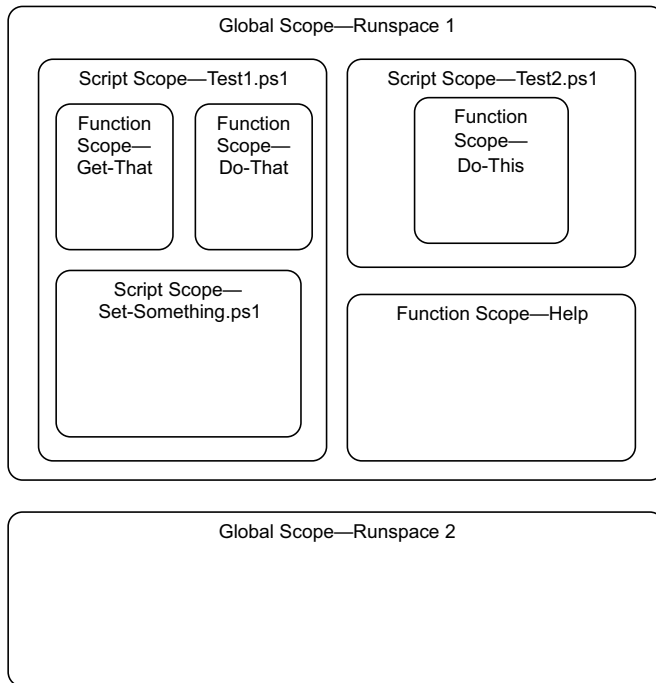 Global Scope—Runspace 1
Script Scope—Test1.ps1
Function
Scope—
Get-That
Function
Scope—
Do-That
Script Scope—
Set-Something.ps1
Script Scope—Test2.ps1
Function
Scope—
Do-This
Function Scope—Help
Global Scope—Runspace 2